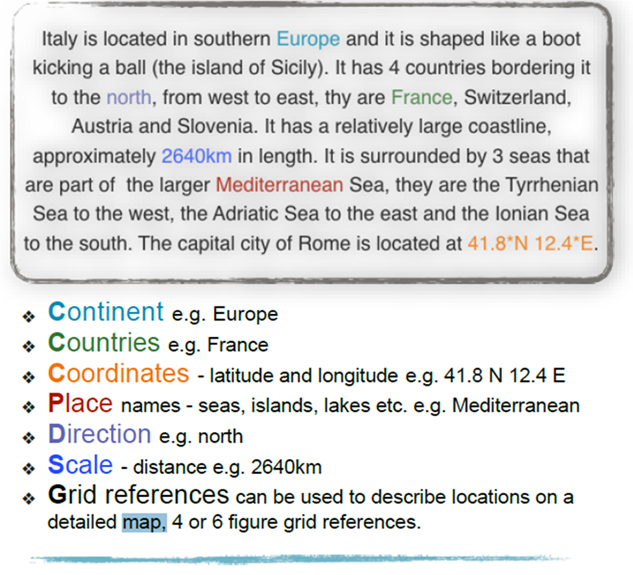 Italy is located in southern Europe and it is shaped like a boot
kicking a ball (the island of Sicily). It has 4 countries bordering it
to the north, from west to east, thy are France, Switzerland,
Austria and Slovenia. It has a relatively large coastline,
approximately 2640km in length. It is surrounded by 3 seas that
are part of the larger Mediterranean Sea, they are the Tyrrhenian
Sea to the west, the Adriatic Sea to the east and the Ionian Sea
to the south. The capital city of Rome is located at 41.8*N 12.4*E.
❖ Continent e.g. Europe
❖ Countries e.g. France
❖ Coordinates - latitude and longitude e.g. 41.8 N 12.4 E
❖ Place names - seas, islands, lakes etc. e.g. Mediterranean
❖ Direction e.g. north
❖ Scale - distance e.g. 2640km
❖ Grid references can be used to describe locations on a
detailed map, 4 or 6 figure grid references.